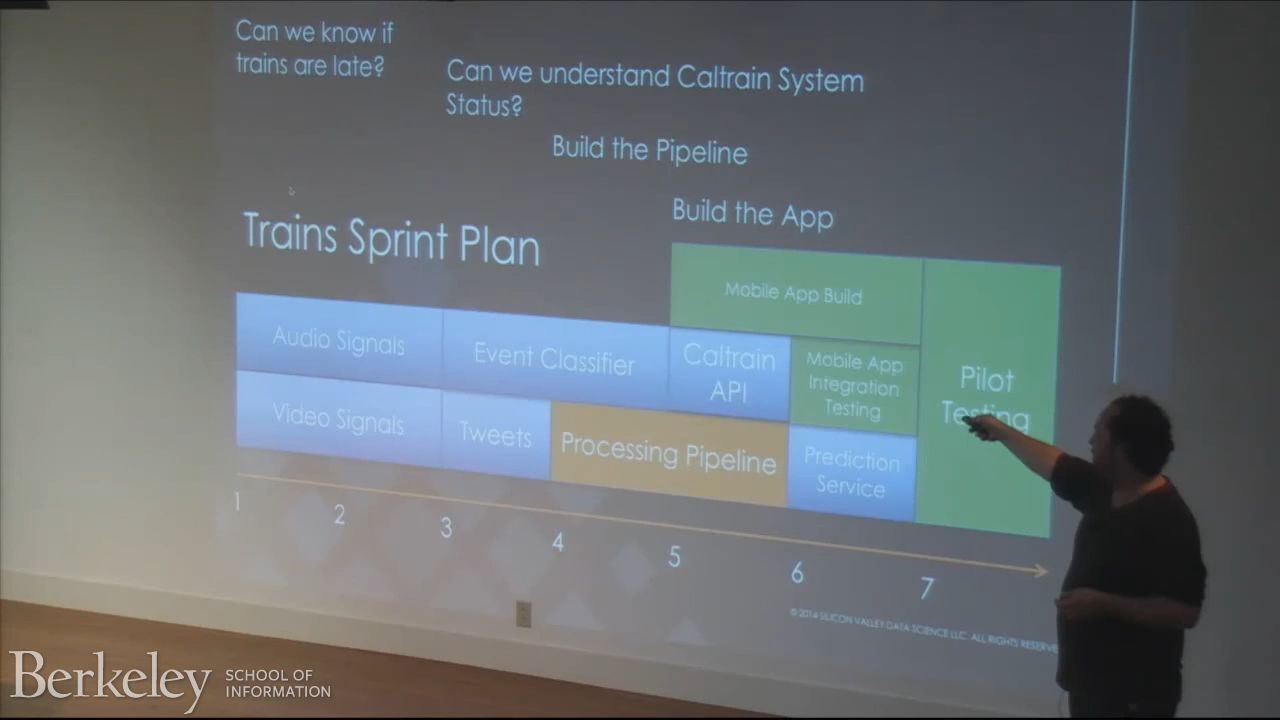 Can we know if
trains are late?
Can we understand Caltrain System
Status?
Build the Pipeline
Build the App
Trains Sprint Plan
Mobile App Build
Audio Signals
Event Classifier
Caltrain
API
Mobile App
Integration
Testing
Pilot
Testing
Video Signals
Tweets
Processing Pipeline
Prediction
Service
1
2
3
4
5
6
7
© 2014 SILICON VALLEY DATA SCIENCE LLC. ALL RIGHTS RESERVE
Berkeley
SCHOOL OF
INFORMATION